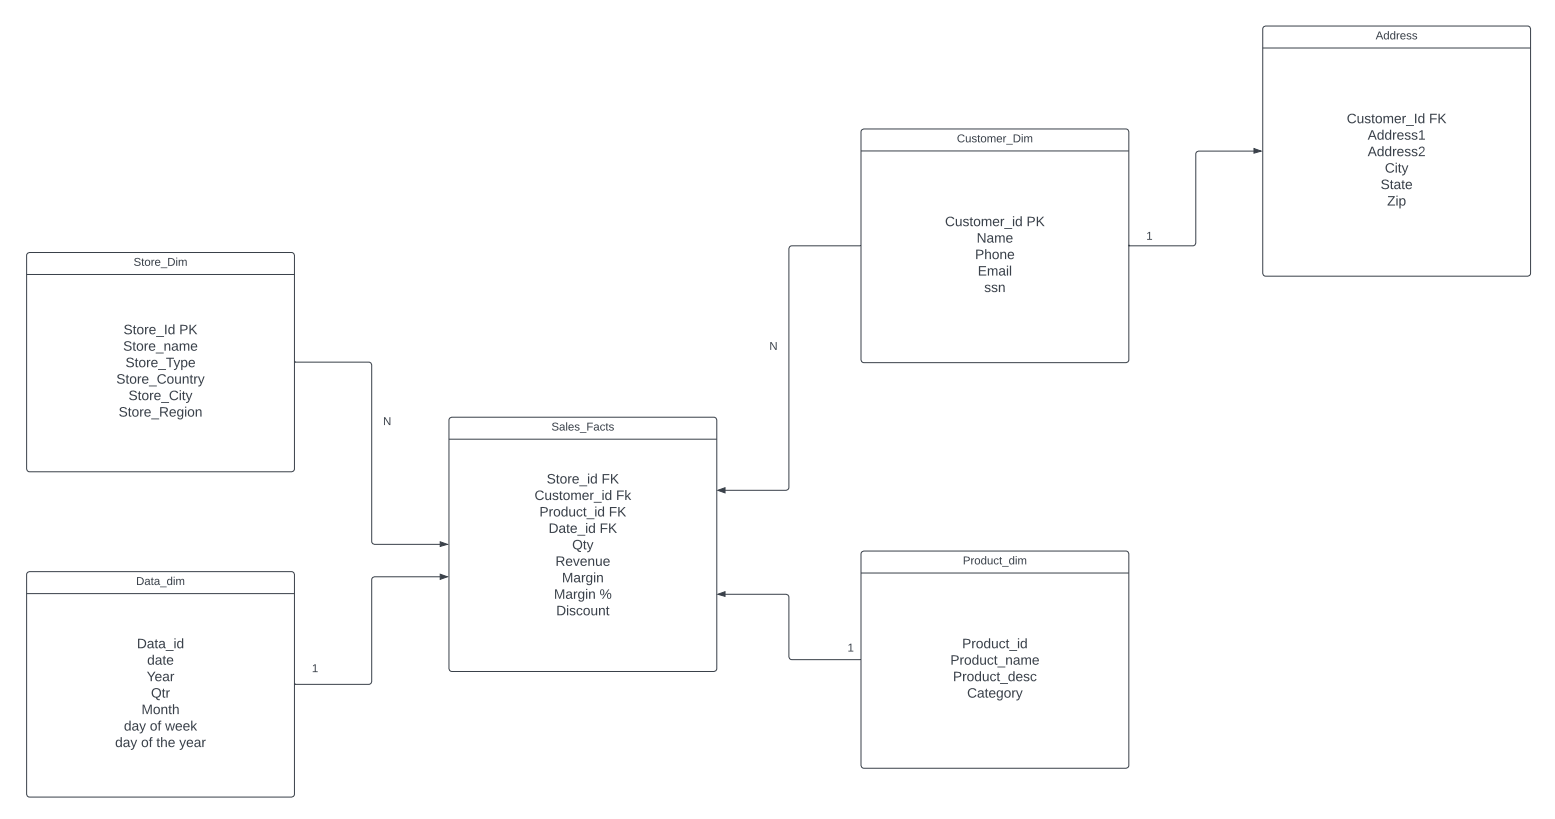 Address
Customer_Id FK
Address1
Address2
City
State
Zip
Customer_Dim
Customer_id PK
Name
Phone
Email
ssn
1
N
Store_Dim
Store_Id PK
Store_name
Store_Type
Store_Country
Store_City
Store_Region
N
Sales_Facts
Store_id FK
Customer_id Fk
Product_id FK
Date_id FK
Qty
Revenue
Margin
Margin %
Discount
Data_dim
Data_id
date
Year
Qtr
Month
day of week
day of the year
1
Product_dim
Product_id
Product_name
Product_desc
Category
1